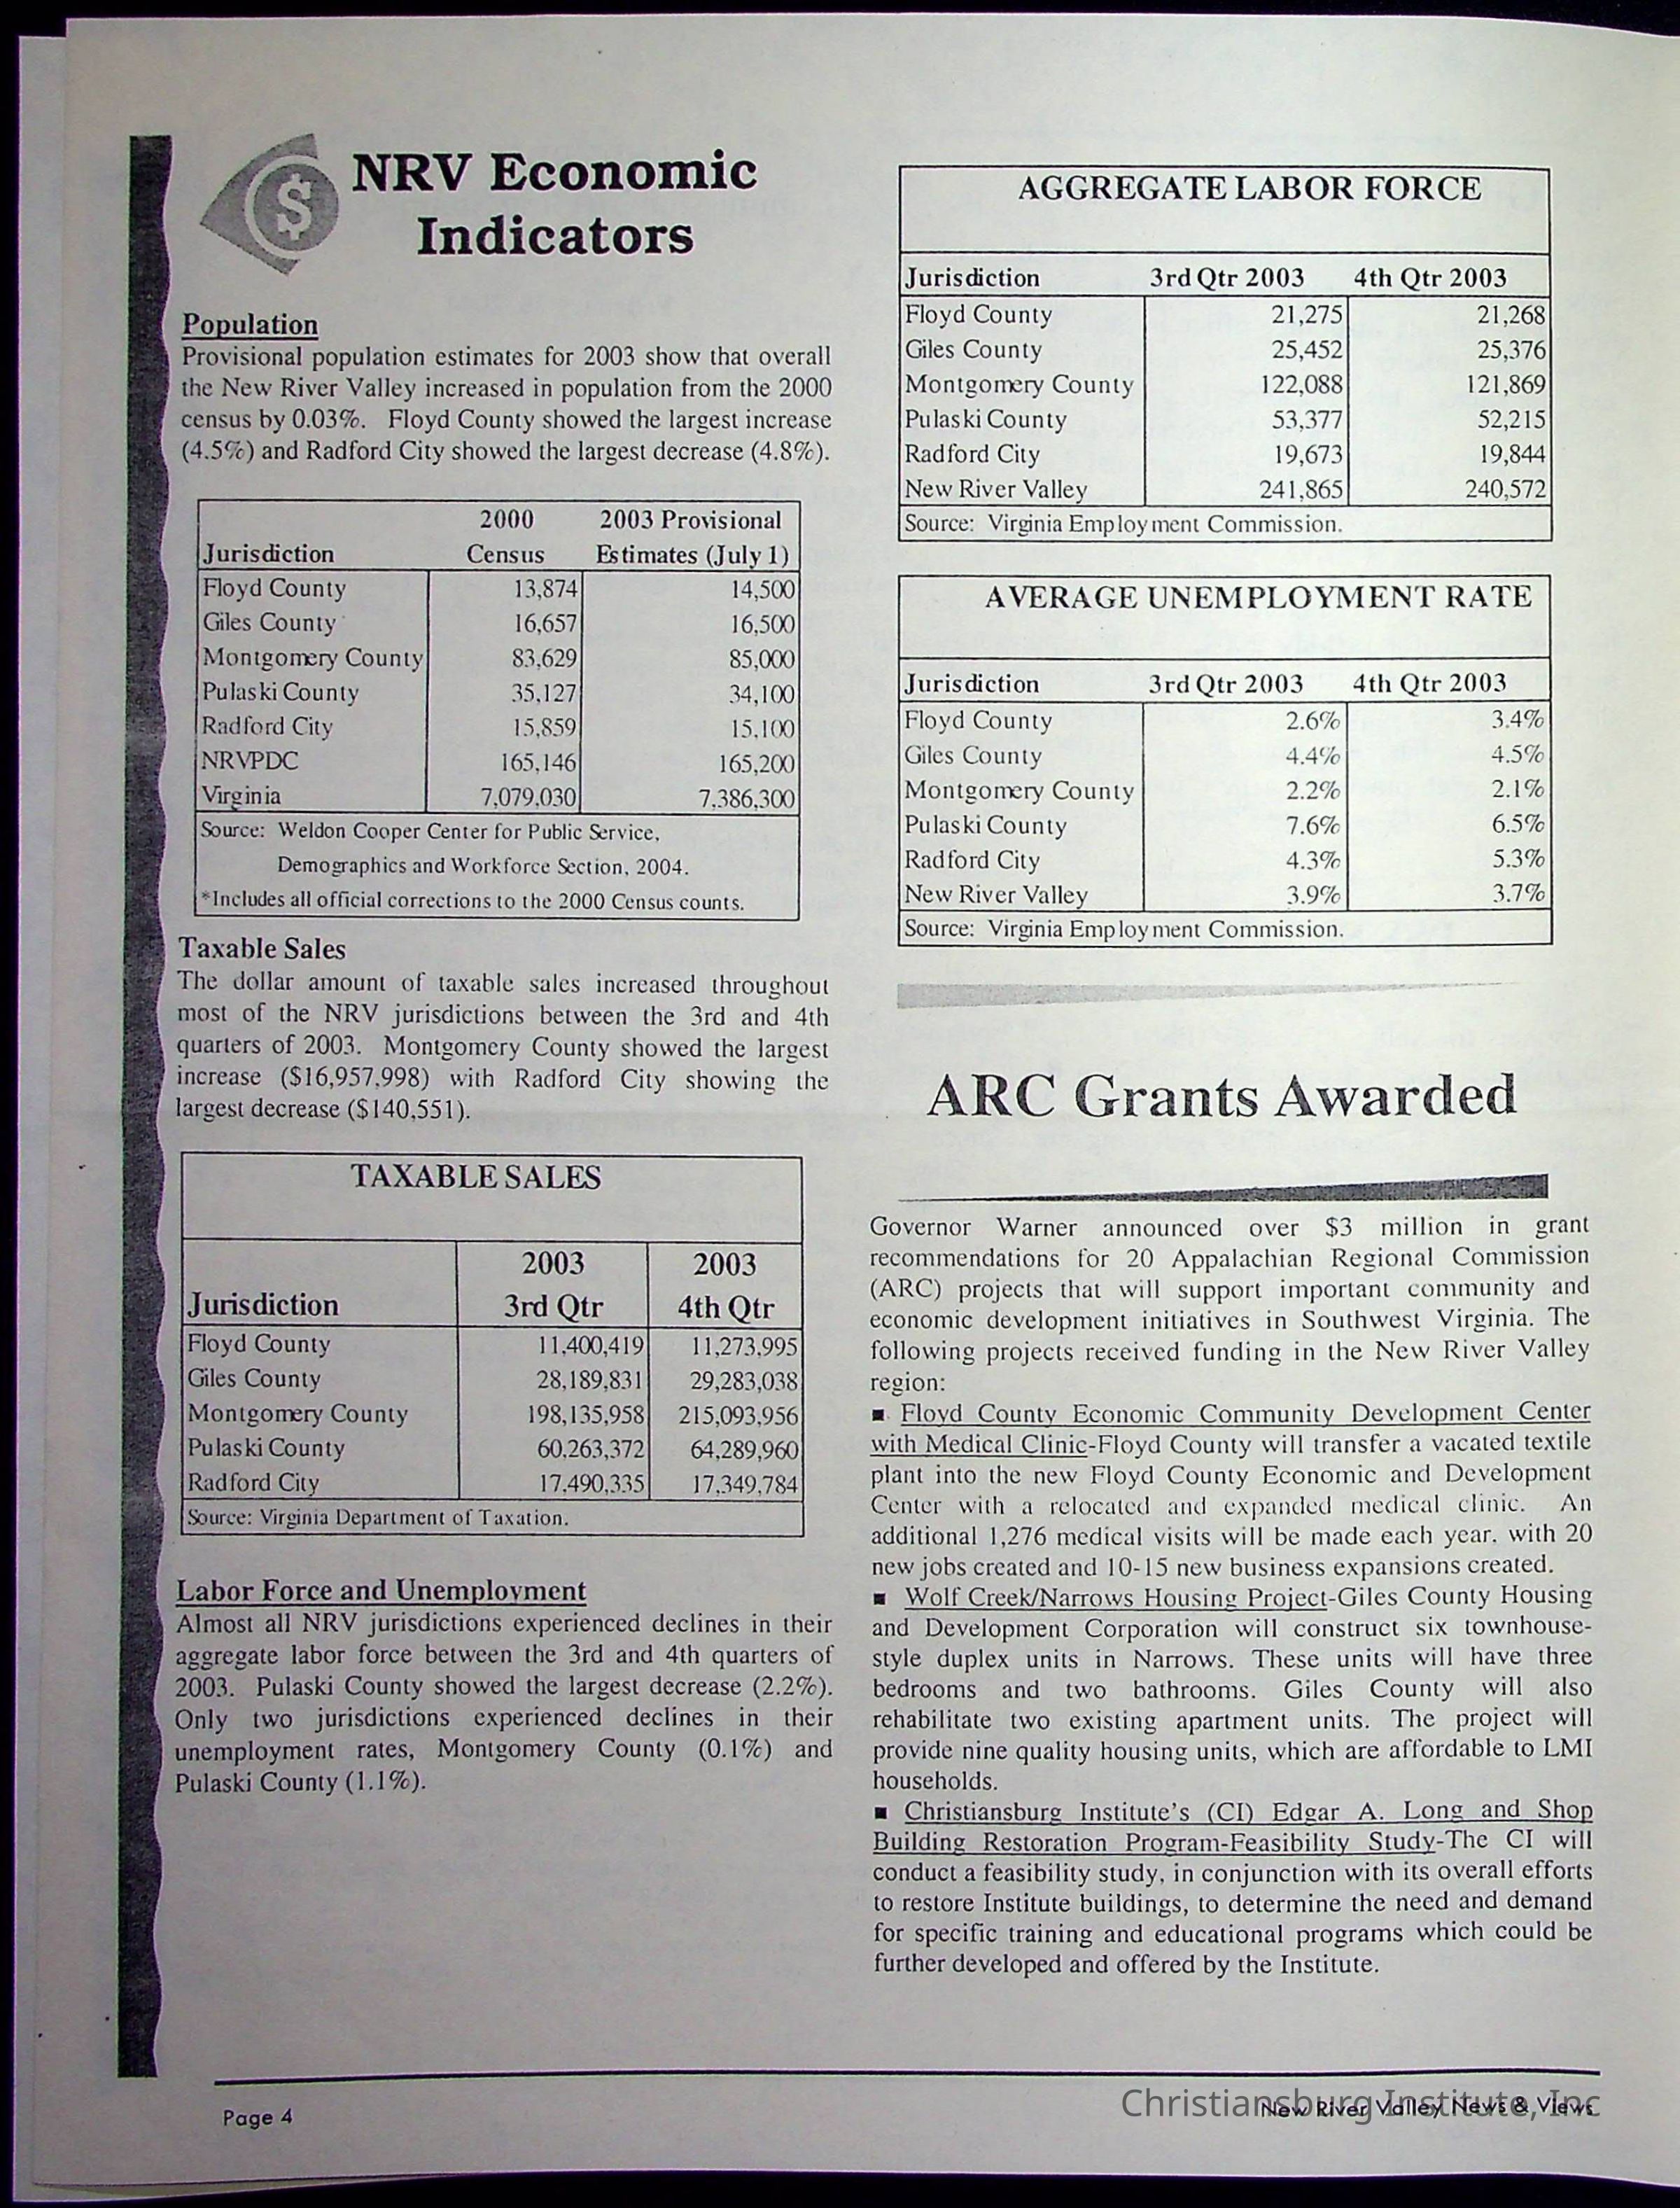 NRV Economic
Indicators
Population
Provisional population estimates for 2003 show that overall
the New River Valley increased in population from the 2000
census by 0.03%. Floyd County showed the largest increase
(4.5%) and Radford City showed the largest decrease (4.8%).
2000 2003 Provisional
Jurisdiction Census Estimates (July 1)
Floyd County 13,874 14,500
Giles County 16,657 16,500
Montgomery County 83,629 85,000
Pulaski County 35,127 34,100
Radford City 15,859 15,100
NRVPDC 165,146 165,200
Virginia 7,079,030 7,386,300
Source: Weldon Cooper Center for Public Service,
Demographics and Workforce Section, 2004.
*Includes all official corrections to the 2000 Census counts.
Taxable Sales
The dollar amount of taxable sales increased throughout
most of the NRV jurisdictions between the 3rd and 4th
quarters of 2003. Montgomery County showed the largest
increase ($16,957,998) with Radford City showing the
largest decrease ($140,551).
TAXABLE SALES
2003 2003
Jurisdiction 3rd Qtr 4th Qtr
Floyd County 11,400,419 11,273,995
Giles County 28,189,831 29,283,038
Montgomery County 198,135,958 215,093,956
Pulaski County 60,263,372 64,289,960
Radford City 17,490,335 17,349,784
Source: Virginia Department of Taxation.
Labor Force and Unemployment
Almost all NRV jurisdictions experienced declines in their
aggregate labor force between the 3rd and 4th quarters of
2003. Pulaski County showed the largest decrease (2.2%).
Only two jurisdictions experienced declines in their
unemployment rates, Montgomery County (0.1%) and
Pulaski County (1.1%).
AGGREGATE LABOR FORCE
Jurisdiction 3rd Qtr 2003 4th Qtr 2003
Floyd County 21,275 21,268
Giles County 25,452 25,376
Montgomery County 122,088 121,869
Pulaski County 53,377 52,215
Radford City 19,673 19,844
New River Valley 241,865 240,572
Source: Virginia Employment Commission.
AVERAGE UNEMPLOYMENT RATE
Jurisdiction 3rd Qtr 2003 4th Qtr 2003
Floyd County 2.6% 3.4%
Giles County 4.4% 4.5%
Montgomery County 2.2% 2.1%
Pulaski County 7.6% 6.5%
Radford City 4.3% 5.3%
New River Valley 3.9% 3.7%
Source: Virginia Employment Commission.
ARC Grants Awarded
Governor Warner announced over $3 million in grant
recommendations for 20 Appalachian Regional Commission
(ARC) projects that will support important community and
economic development initiatives in Southwest Virginia. The
following projects received funding in the New River Valley
region:
▪ Floyd County Economic Community Development Center
with Medical Clinic-Floyd County will transfer a vacated textile
plant into the new Floyd County Economic and Development
Center with a relocated and expanded medical clinic. An
additional 1,276 medical visits will be made each year, with 20
new jobs created and 10-15 new business expansions created.
▪ Wolf Creek/Narrows Housing Project-Giles County Housing
and Development Corporation will construct six townhouse-
style duplex units in Narrows. These units will have three
bedrooms and two bathrooms. Giles County will also
rehabilitate two existing apartment units. The project will
provide nine quality housing units, which are affordable to LMI
households.
▪ Christiansburg Institute's (CI) Edgar A. Long and Shop
Building Restoration Program-Feasibility Study-The CI will
conduct a feasibility study, in conjunction with its overall efforts
to restore Institute buildings, to determine the need and demand
for specific training and educational programs which could be
further developed and offered by the Institute.
Page 4
New River Valley News & Views
Christiansburg Institute, Inc